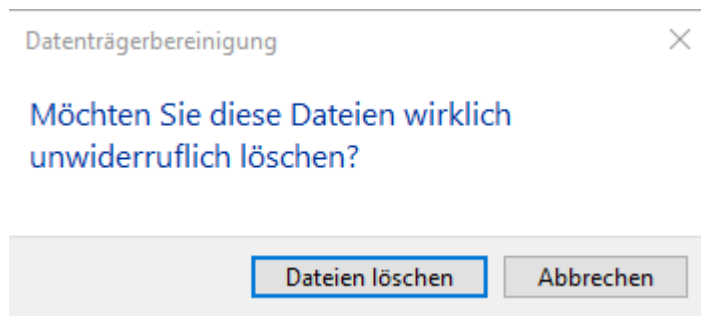 Datenträgerbereinigung
Möchten Sie diese Dateien wirklich
unwiderruflich löschen?
Dateien löschen
Abbrechen